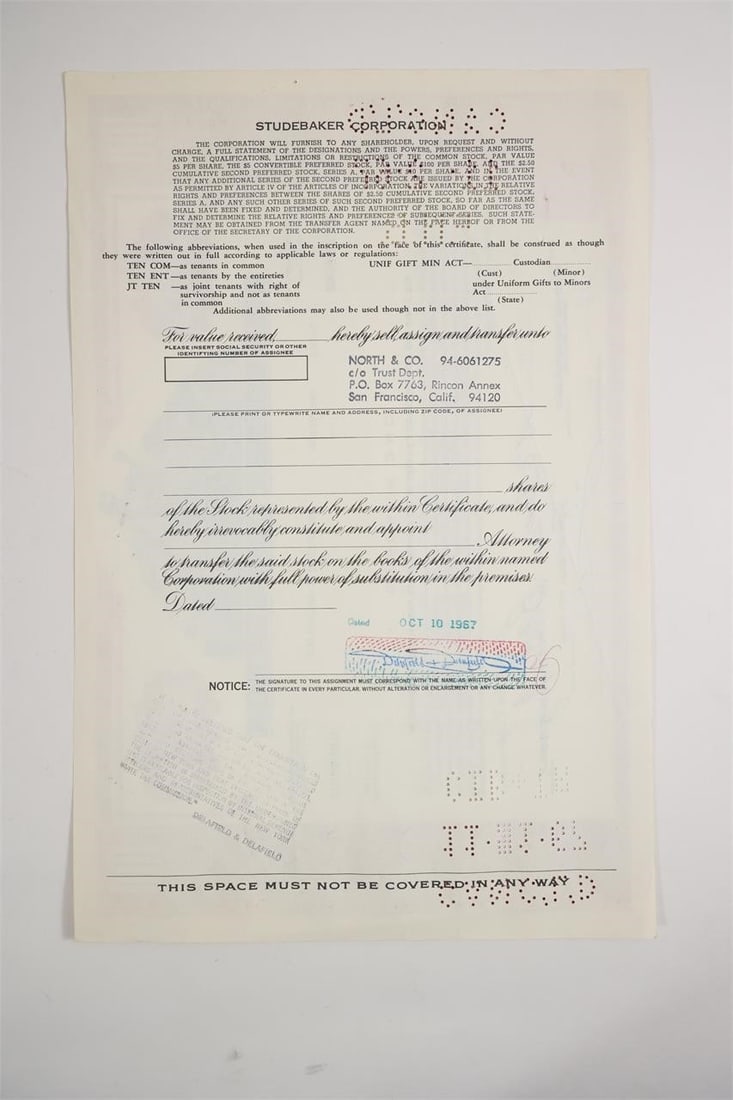 STUDEBAKER CORPORATION
THE CORPORATION WILL FURNISH TO ANY SHAREHOLDER, UPON REQUEST AND WITHOUT
CHARGE, A FULL STATEMENT OF THE DESIGNATIONS AND THE POWERS, PREFERENCES AND RIGHTS,
AND THE QUALIFICATIONS, LIMITATIONS OR RESTRICTIONS OF THE COMMON STOCK, PAR VALUE
$5 PER SHARE, THE $5 CONVERTIBLE PREFERRED STOCK, PAR VALUE $100 PER SHARE, AND THE $2.50
CUMULATIVE SECOND PREFERRED STOCK, SERIES A, PAR VALUE $10 PER SHARE, AND IN THE EVENT
THAT ANY ADDITIONAL SERIES OF THE SECOND PREFERRED STOCK ARE ISSUED BY THE CORPORATION
AS PERMITTED BY ARTICLE IV OF THE ARTICLES OF INCORPORATION, THE VARIATIONS IN THE RELATIVE
RIGHTS AND PREFERENCES BETWEEN THE SHARES OF $2.50 CUMULATIVE SECOND PREFERRED STOCK,
SERIES A, AND ANY SUCH OTHER SERIES OF SUCH SECOND PREFERRED STOCK, SO FAR AS THE SAME
SHALL HAVE BEEN FIXED AND DETERMINED, AND THE AUTHORITY OF THE BOARD OF DIRECTORS TO
FIX AND DETERMINE THE RELATIVE RIGHTS AND PREFERENCES OF SUBSEQUENT SERIES. SUCH STATE-
MENT MAY BE OBTAINED FROM THE TRANSFER AGENT NAMED ON THE FACE HEREOF OR FROM THE
OFFICE OF THE SECRETARY OF THE CORPORATION.
The following abbreviations, when used in the inscription on the face of this certificate, shall be construed as though
they were written out in full according to applicable laws or regulations:
TEN COM—as tenants in common UNIF GIFT MIN ACT— Custodian
TEN ENT—as tenants by the entireties (Cust) (Minor)
JT TEN —as joint tenants with right of under Uniform Gifts to Minors
survivorship and not as tenants Act
in common (State)
Additional abbreviations may also be used though not in the above list.
For value received, hereby sell, assign and transfer unto
PLEASE INSERT SOCIAL SECURITY OR OTHER
IDENTIFYING NUMBER OF ASSIGNEE
NORTH & CO. 94-6061275
c/o Trust Dept.
P.O. Box 7763, Rincon Annex
San Francisco, Calif. 94120
(PLEASE PRINT OR TYPEWRITE NAME AND ADDRESS, INCLUDING ZIP CODE, OF ASSIGNEE)
shares
of the Stock represented by the within Certificate, and do
hereby irrevocably constitute and appoint
Attorney
to transfer the said stock on the books of the within named
Corporation with full power of substitution in the premises
Dated
Dated OCT 10 1967
Delafield & Delafield
NOTICE: THE SIGNATURE TO THIS ASSIGNMENT MUST CORRESPOND WITH THE NAME AS WRITTEN UPON THE FACE OF
THE CERTIFICATE IN EVERY PARTICULAR, WITHOUT ALTERATION OR ENLARGEMENT OR ANY CHANGE WHATEVER.
DELAFIELD & DELAFIELD
THIS SPACE MUST NOT BE COVERED IN ANY WAY